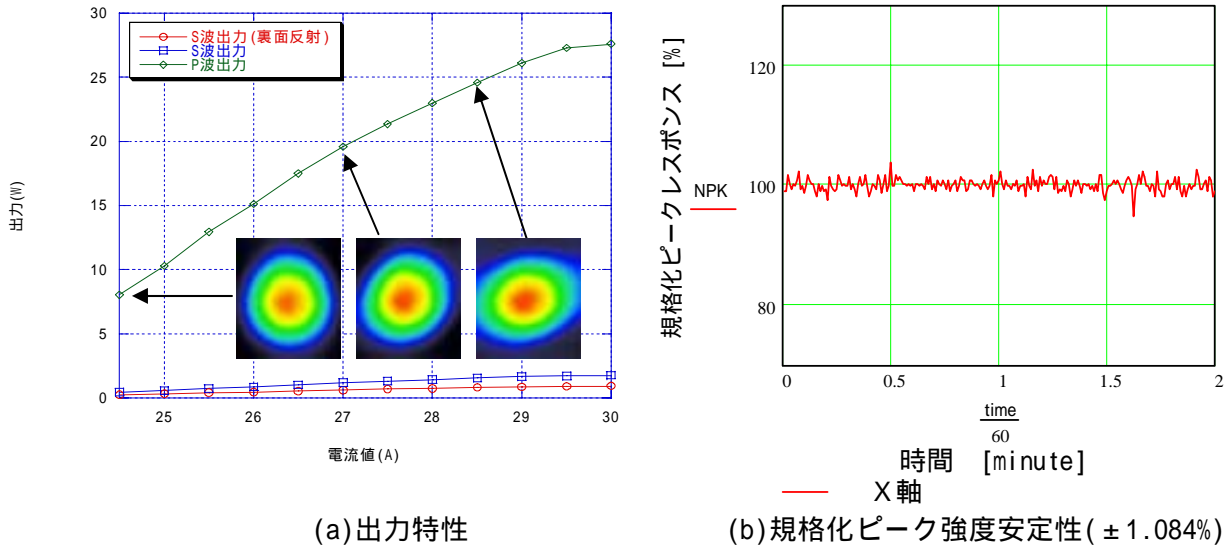 S波出力(裏面反射)
S波出力
P波出力
30
25
20
15
10
5
0
出力(W)
25
26
27
28
29
30
電流値(A)
(a)出力特性
規格化ピークレスポンス [%]
120
100
80
NPK
0
0.5
1
1.5
2
time
60
時間 [minute]
X軸
(b)規格化ピーク強度安定性(±1.084%)